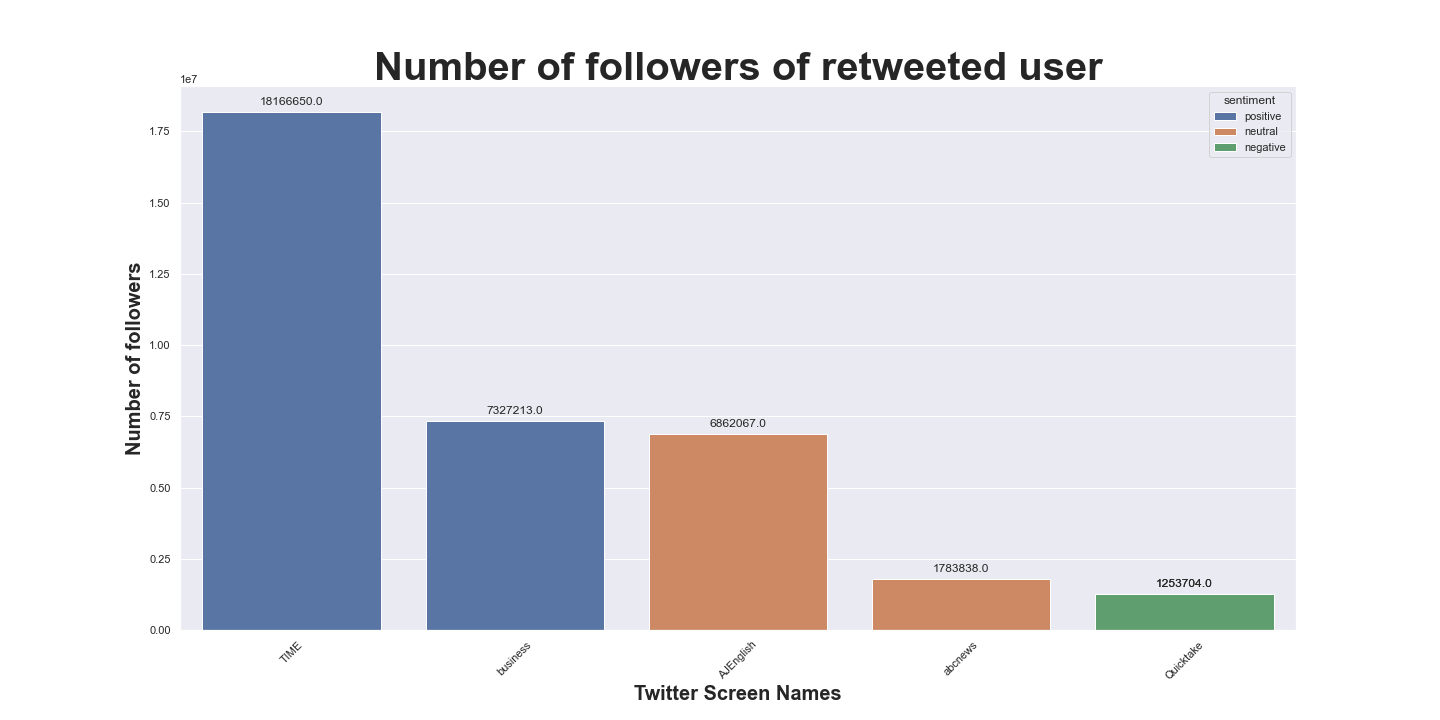 Number of followers of retweeted user
1e7
sentiment
positive
neutral
negative
Number of followers
1.75
1.50
1.25
1.00
0.75
0.50
0.25
0.00
18166650.0
7327213.0
6862067.0
1783838.0
1253704.0
TIME
business
AJEnglish
abcnews
Quicktake
Twitter Screen Names